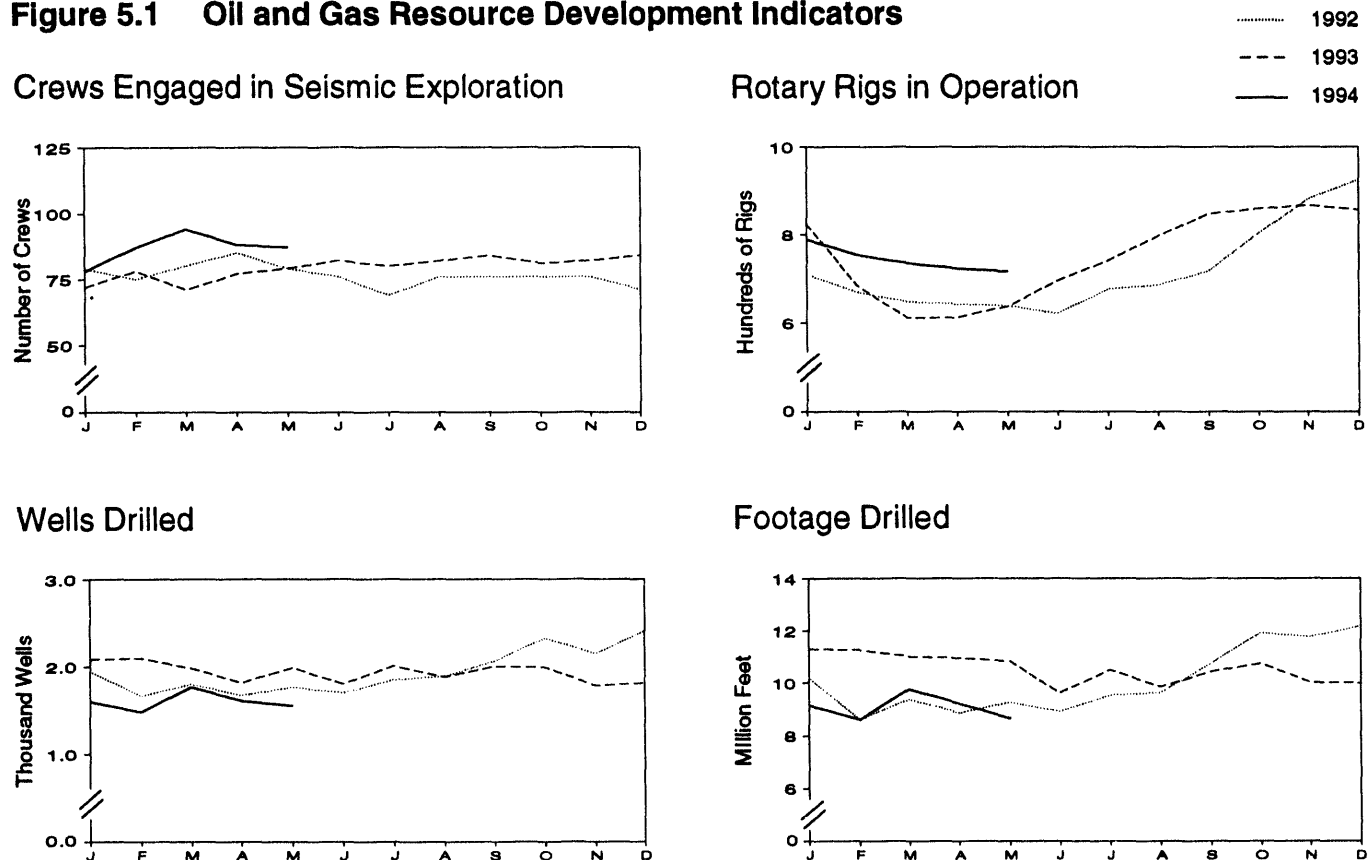 Figure 5.1 Oil and Gas Resource Development Indicators
1992
1993
1994
Crews Engaged in Seismic Exploration
Number of Crews
125
100
75
50
0
J F M A M J J A S O N D
Rotary Rigs in Operation
Hundreds of Rigs
10
8
6
0
J F M A M J J A S O N D
Wells Drilled
Thousand Wells
3.0
2.0
1.0
0.0
J F M A M J J A S O N D
Footage Drilled
Million Feet
14
12
10
8
6
0
J F M A M J J A S O N D